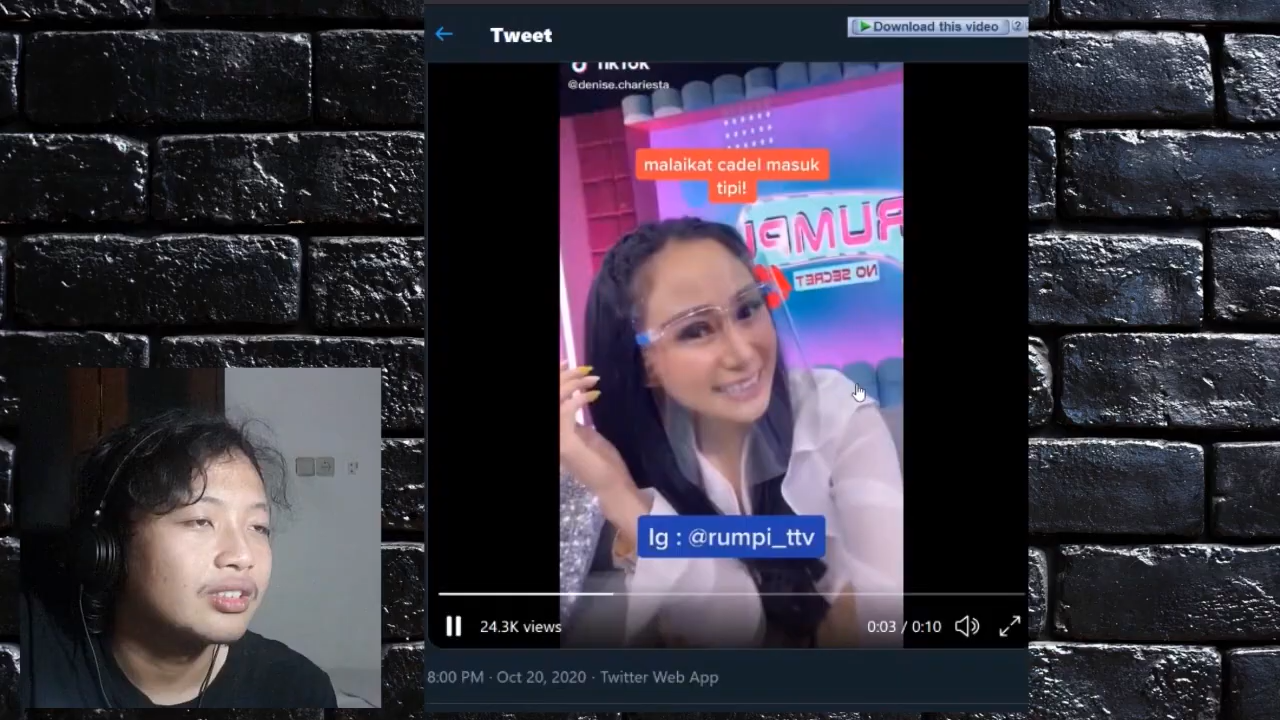 Tweet
Download this video
TikTok
@denise.chariesta
malaikat cadel masuk
tipi!
RUMPI
NO SECRET
Ig : @rumpi_ttv
24.3K views
0:03 / 0:10
8:00 PM · Oct 20, 2020 · Twitter Web App